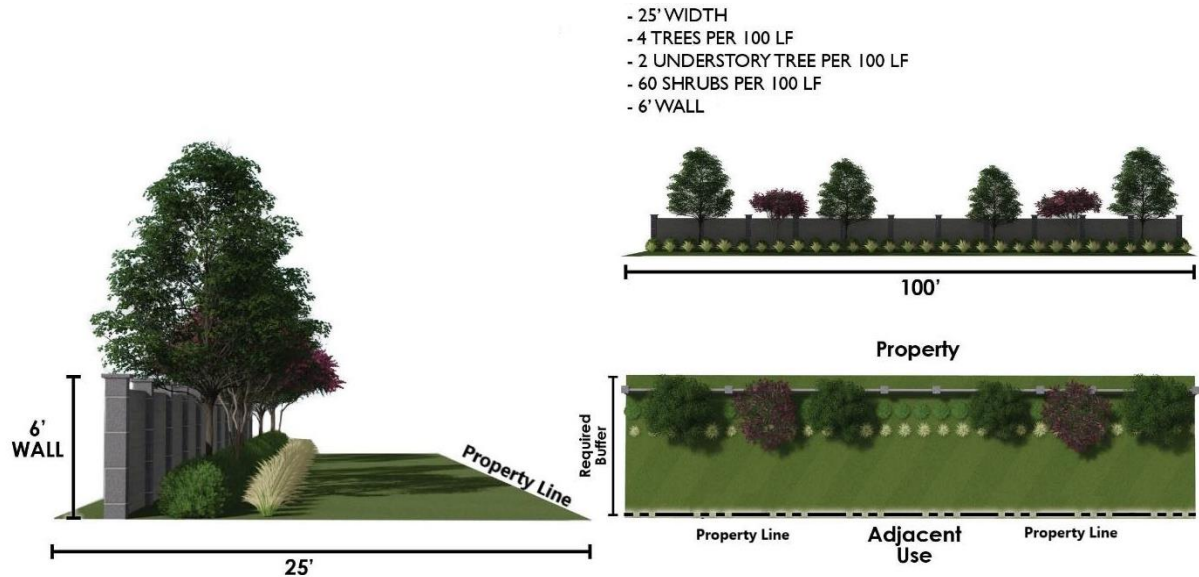 - 25' WIDTH
- 4 TREES PER 100 LF
- 2 UNDERSTORY TREE PER 100 LF
- 60 SHRUBS PER 100 LF
- 6' WALL
100'
6'
WALL
Property Line
25'
Property
Required
Buffer
Property Line
Adjacent
Use
Property Line